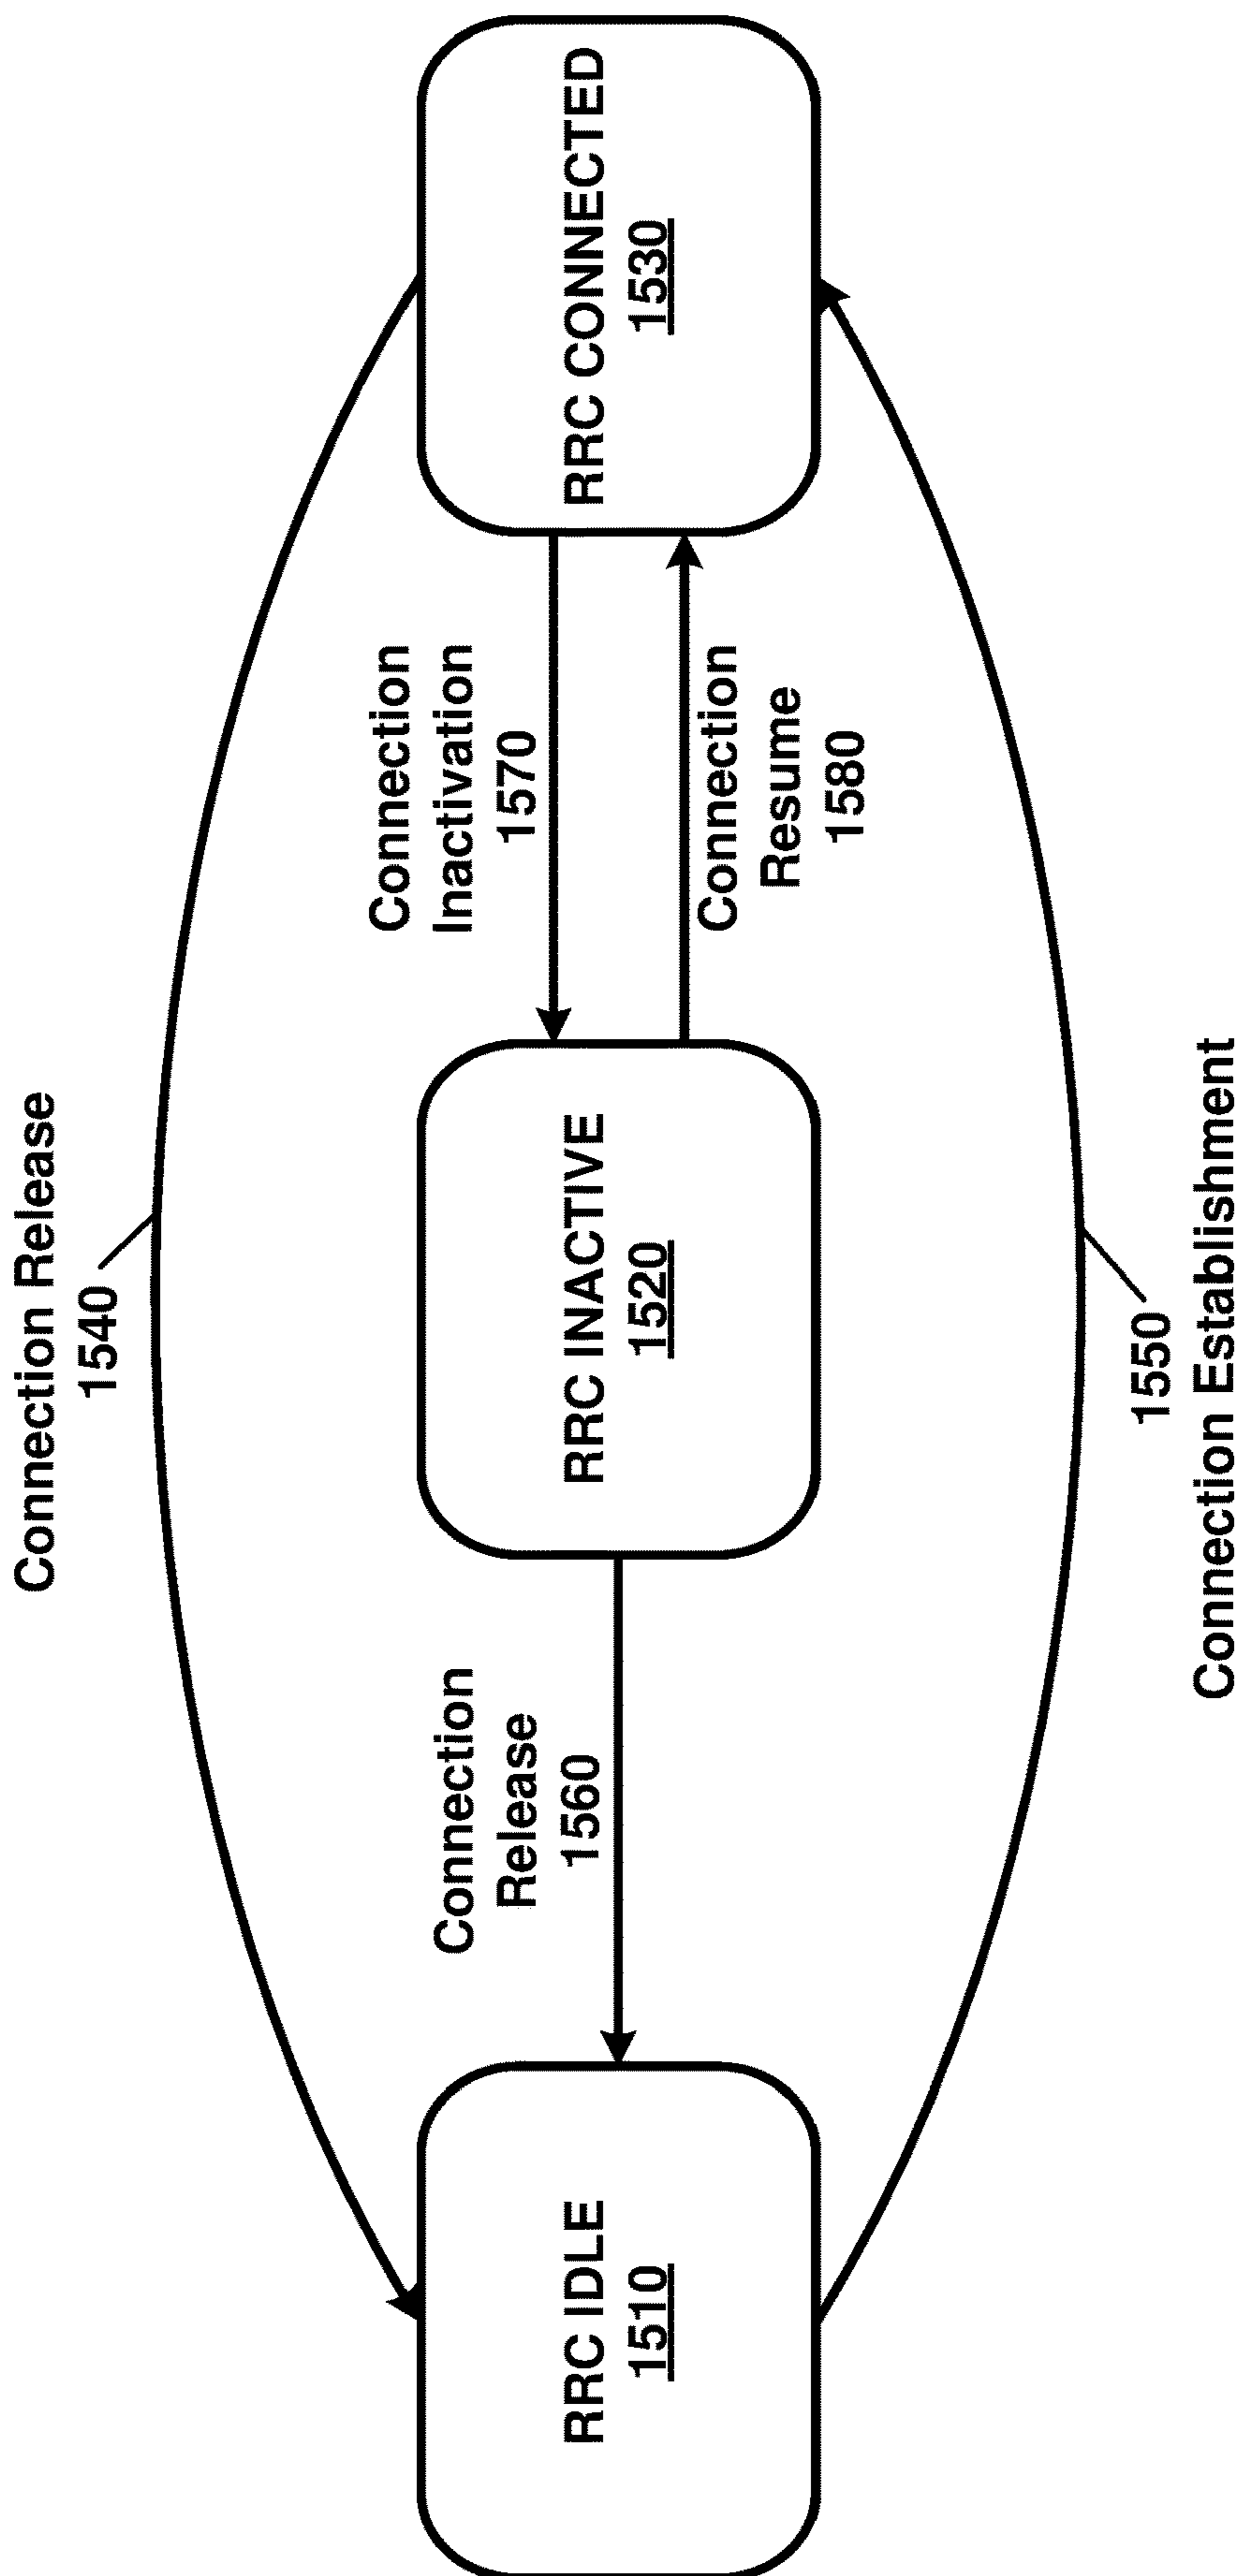 Connection Release
1540
RRC IDLE
1510
Connection
Release
1560
RRC INACTIVE
1520
Connection
Inactivation
1570
Connection
Resume
1580
RRC CONNECTED
1530
1550
Connection Establishment